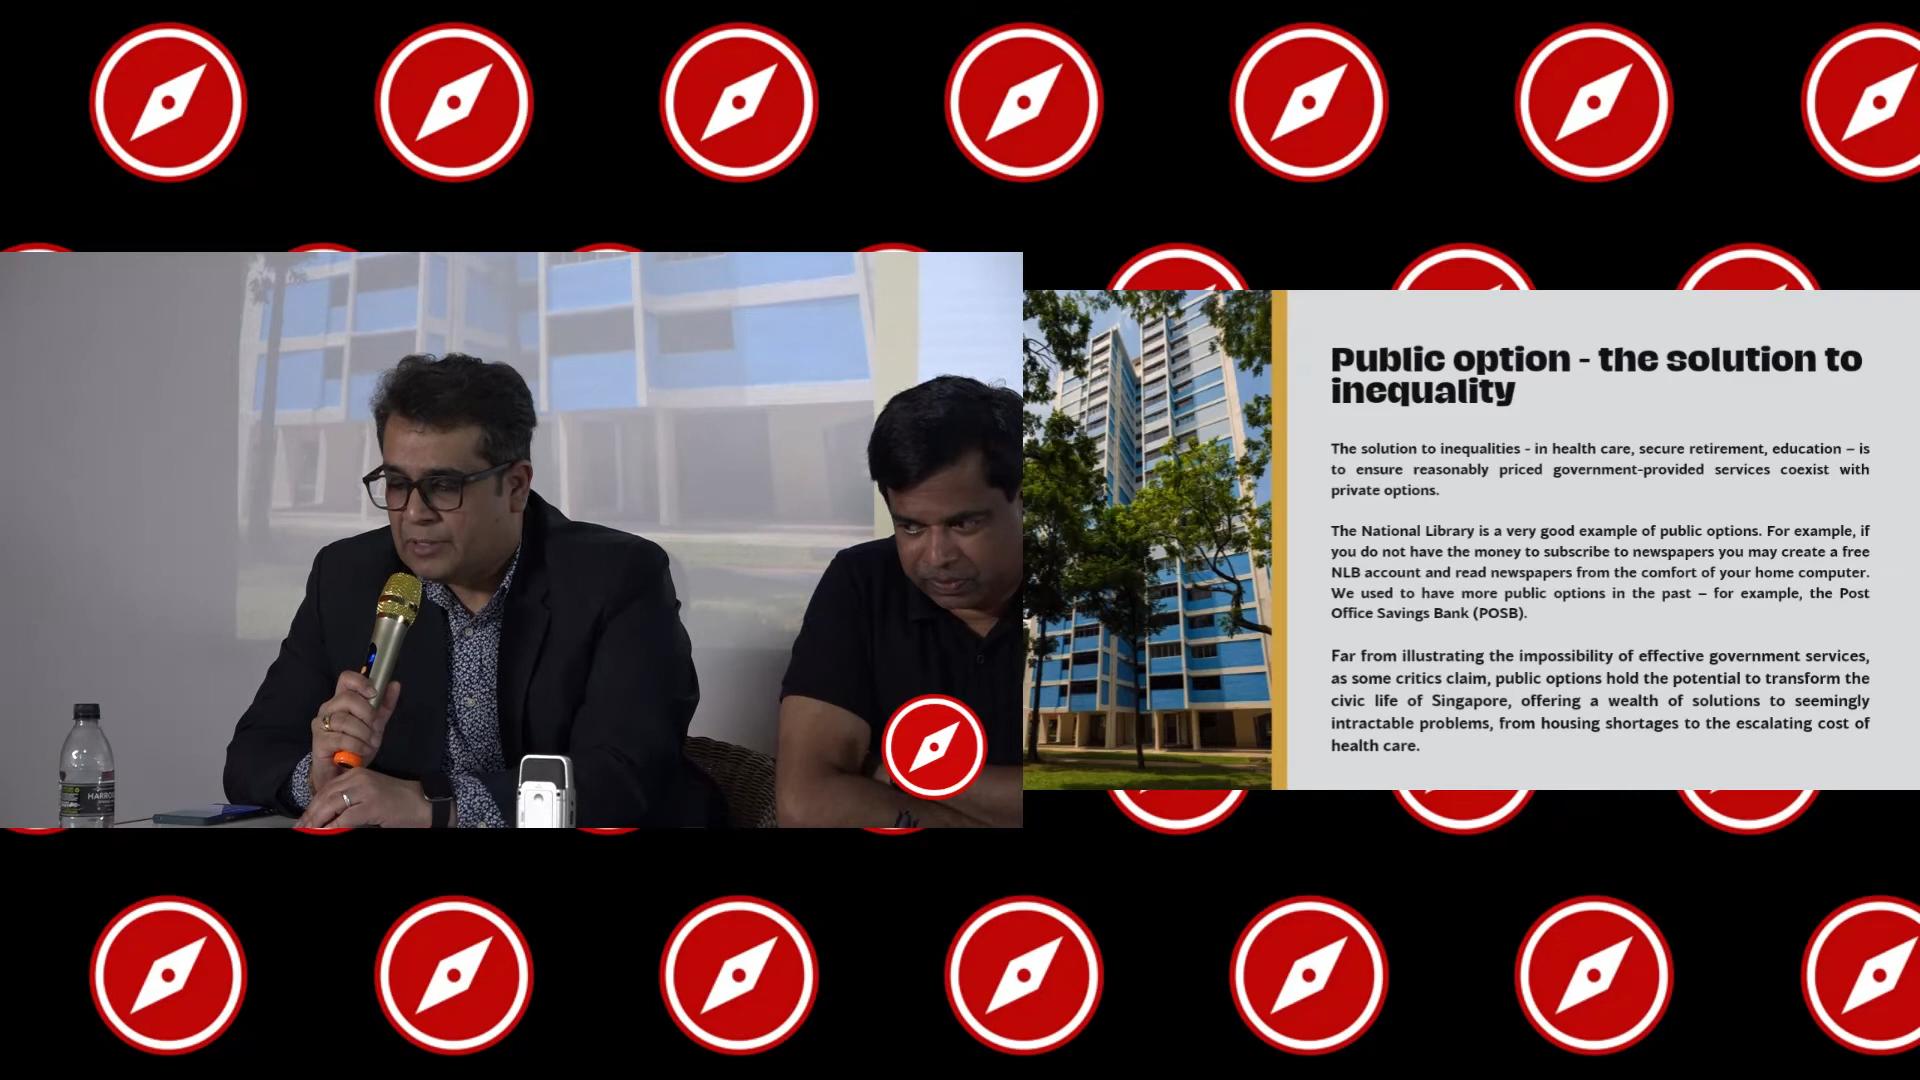 Public option - the solution to
inequality
The solution to inequalities - in health care, secure retirement, education – is
to ensure reasonably priced government-provided services coexist with
private options.
The National Library is a very good example of public options. For example, if
you do not have the money to subscribe to newspapers you may create a free
NLB account and read newspapers from the comfort of your home computer.
We used to have more public options in the past – for example, the Post
Office Savings Bank (POSB).
Far from illustrating the impossibility of effective government services,
as some critics claim, public options hold the potential to transform the
civic life of Singapore, offering a wealth of solutions to seemingly
intractable problems, from housing shortages to the escalating cost of
health care.